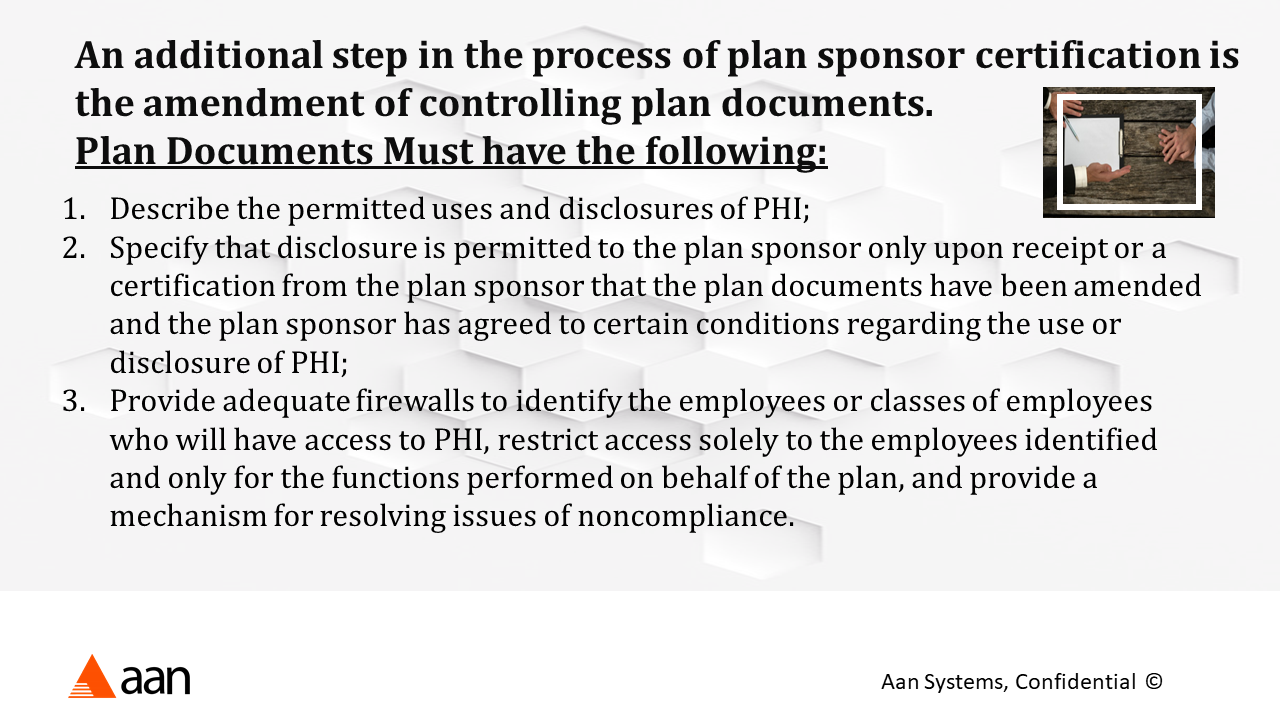 An additional step in the process of plan sponsor certification is
the amendment of controlling plan documents.
Plan Documents Must have the following:
1. Describe the permitted uses and disclosures of PHI;
2. Specify that disclosure is permitted to the plan sponsor only upon receipt or a
certification from the plan sponsor that the plan documents have been amended
and the plan sponsor has agreed to certain conditions regarding the use or
disclosure of PHI;
3. Provide adequate firewalls to identify the employees or classes of employees
who will have access to PHI, restrict access solely to the employees identified
and only for the functions performed on behalf of the plan, and provide a
mechanism for resolving issues of noncompliance.
aan
Aan Systems, Confidential ©